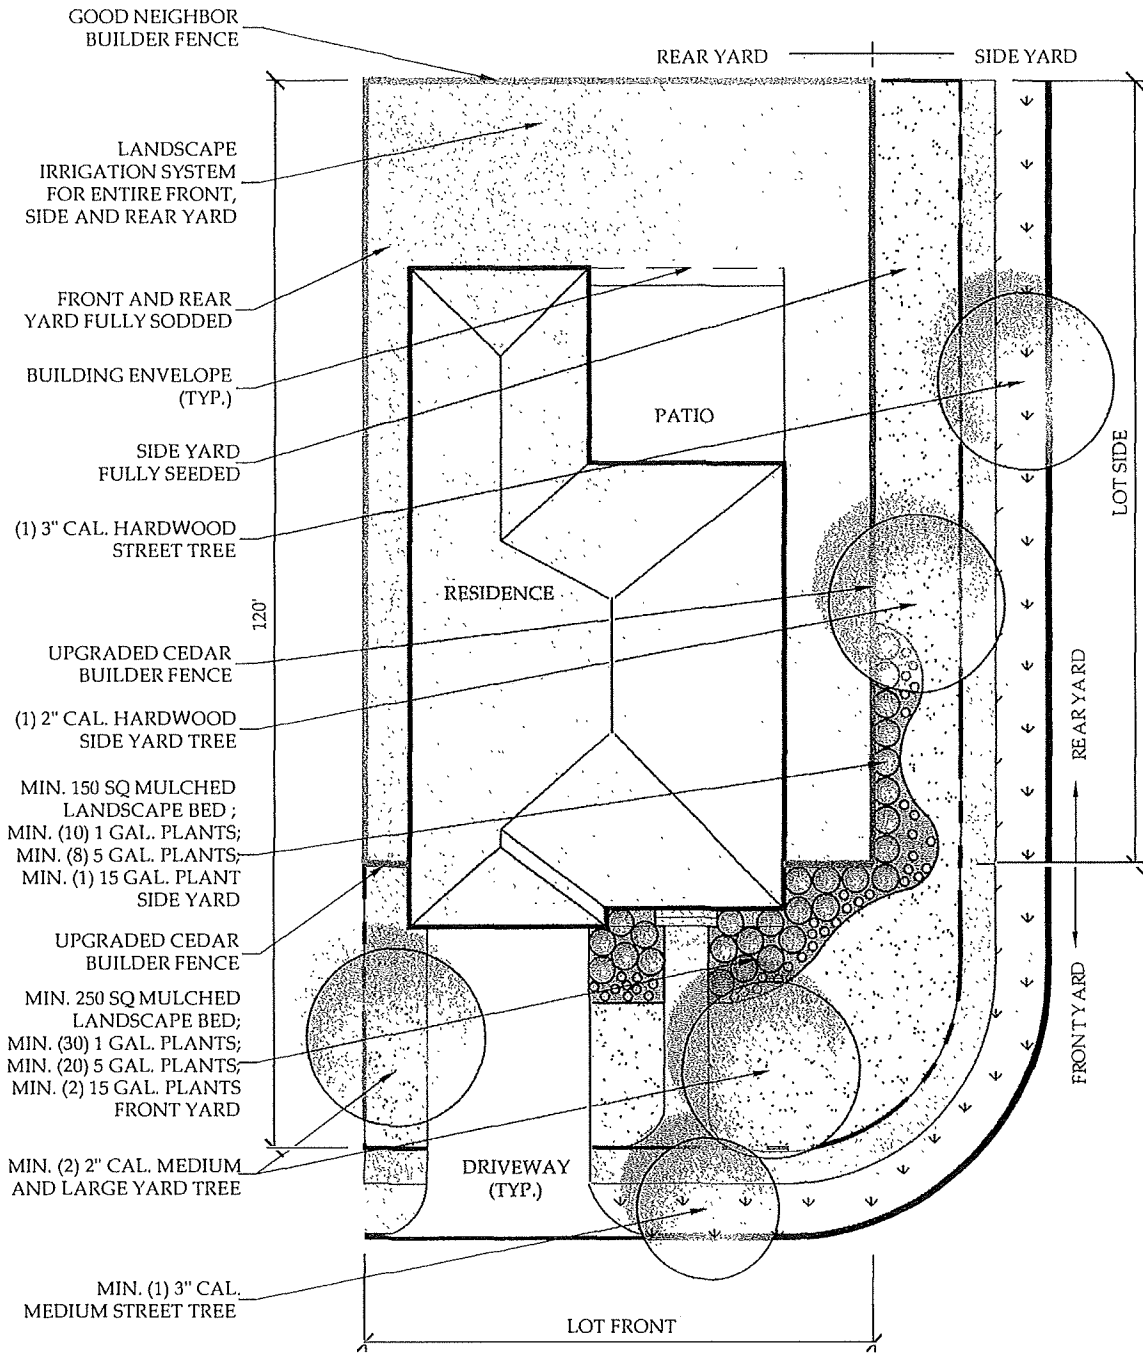 GOOD NEIGHBOR
BUILDER FENCE
REAR YARD
SIDE YARD
LANDSCAPE
IRRIGATION SYSTEM
FOR ENTIRE FRONT,
SIDE AND REAR YARD
FRONT AND REAR
YARD FULLY SODDED
BUILDING ENVELOPE
(TYP.)
PATIO
SIDE YARD
FULLY SEEDED
LOT SIDE
(1) 3" CAL. HARDWOOD
STREET TREE
RESIDENCE
120'
UPGRADED CEDAR
BUILDER FENCE
(1) 2" CAL. HARDWOOD
SIDE YARD TREE
REAR YARD
MIN. 150 SQ MULCHED
LANDSCAPE BED ;
MIN. (10) 1 GAL. PLANTS;
MIN. (8) 5 GAL. PLANTS;
MIN. (1) 15 GAL. PLANT
SIDE YARD
UPGRADED CEDAR
BUILDER FENCE
FRONT YARD
MIN. 250 SQ MULCHED
LANDSCAPE BED;
MIN. (30) 1 GAL. PLANTS;
MIN. (20) 5 GAL. PLANTS;
MIN. (2) 15 GAL. PLANTS
FRONT YARD
MIN. (2) 2" CAL. MEDIUM
AND LARGE YARD TREE
DRIVEWAY
(TYP.)
MIN. (1) 3" CAL.
MEDIUM STREET TREE
LOT FRONT